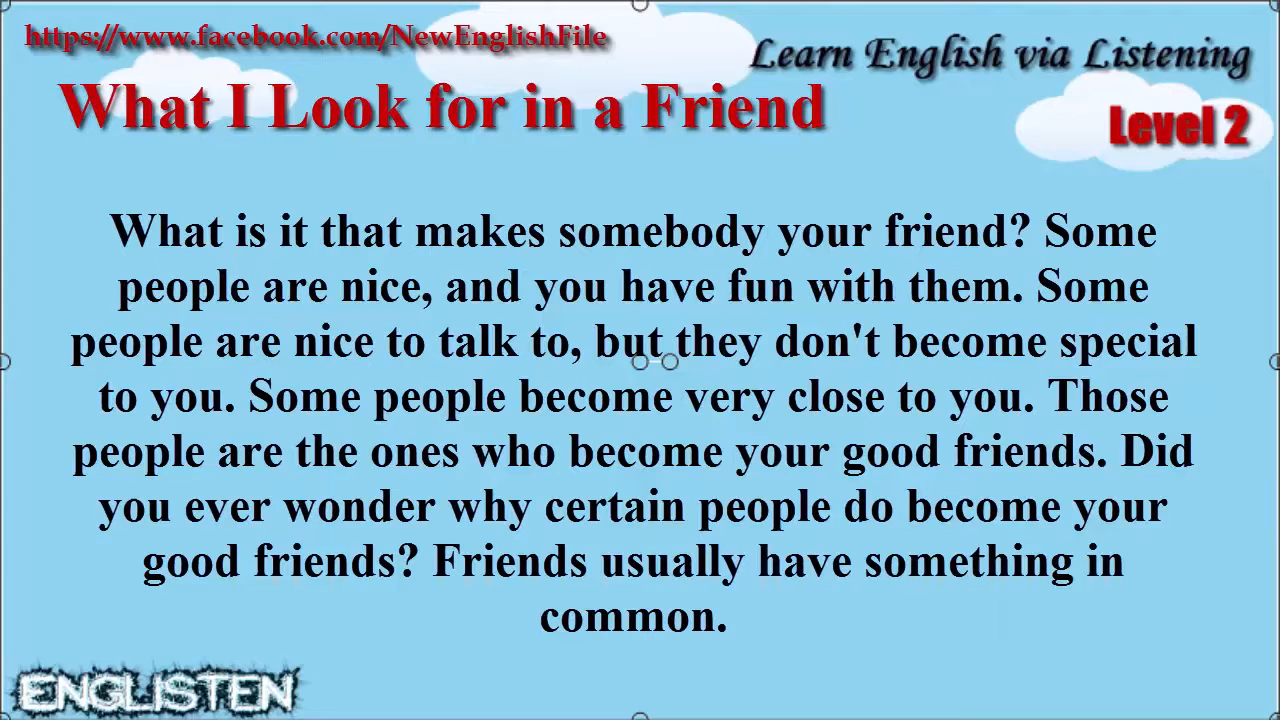 https://www.facebook.com/NewEnglishFile
Learn English via Listening
What I Look for in a Friend
Level 2
What is it that makes somebody your friend? Some
people are nice, and you have fun with them. Some
people are nice to talk to, but they don't become special
to you. Some people become very close to you. Those
people are the ones who become your good friends. Did
you ever wonder why certain people do become your
good friends? Friends usually have something in
common.
ENGLISTEN